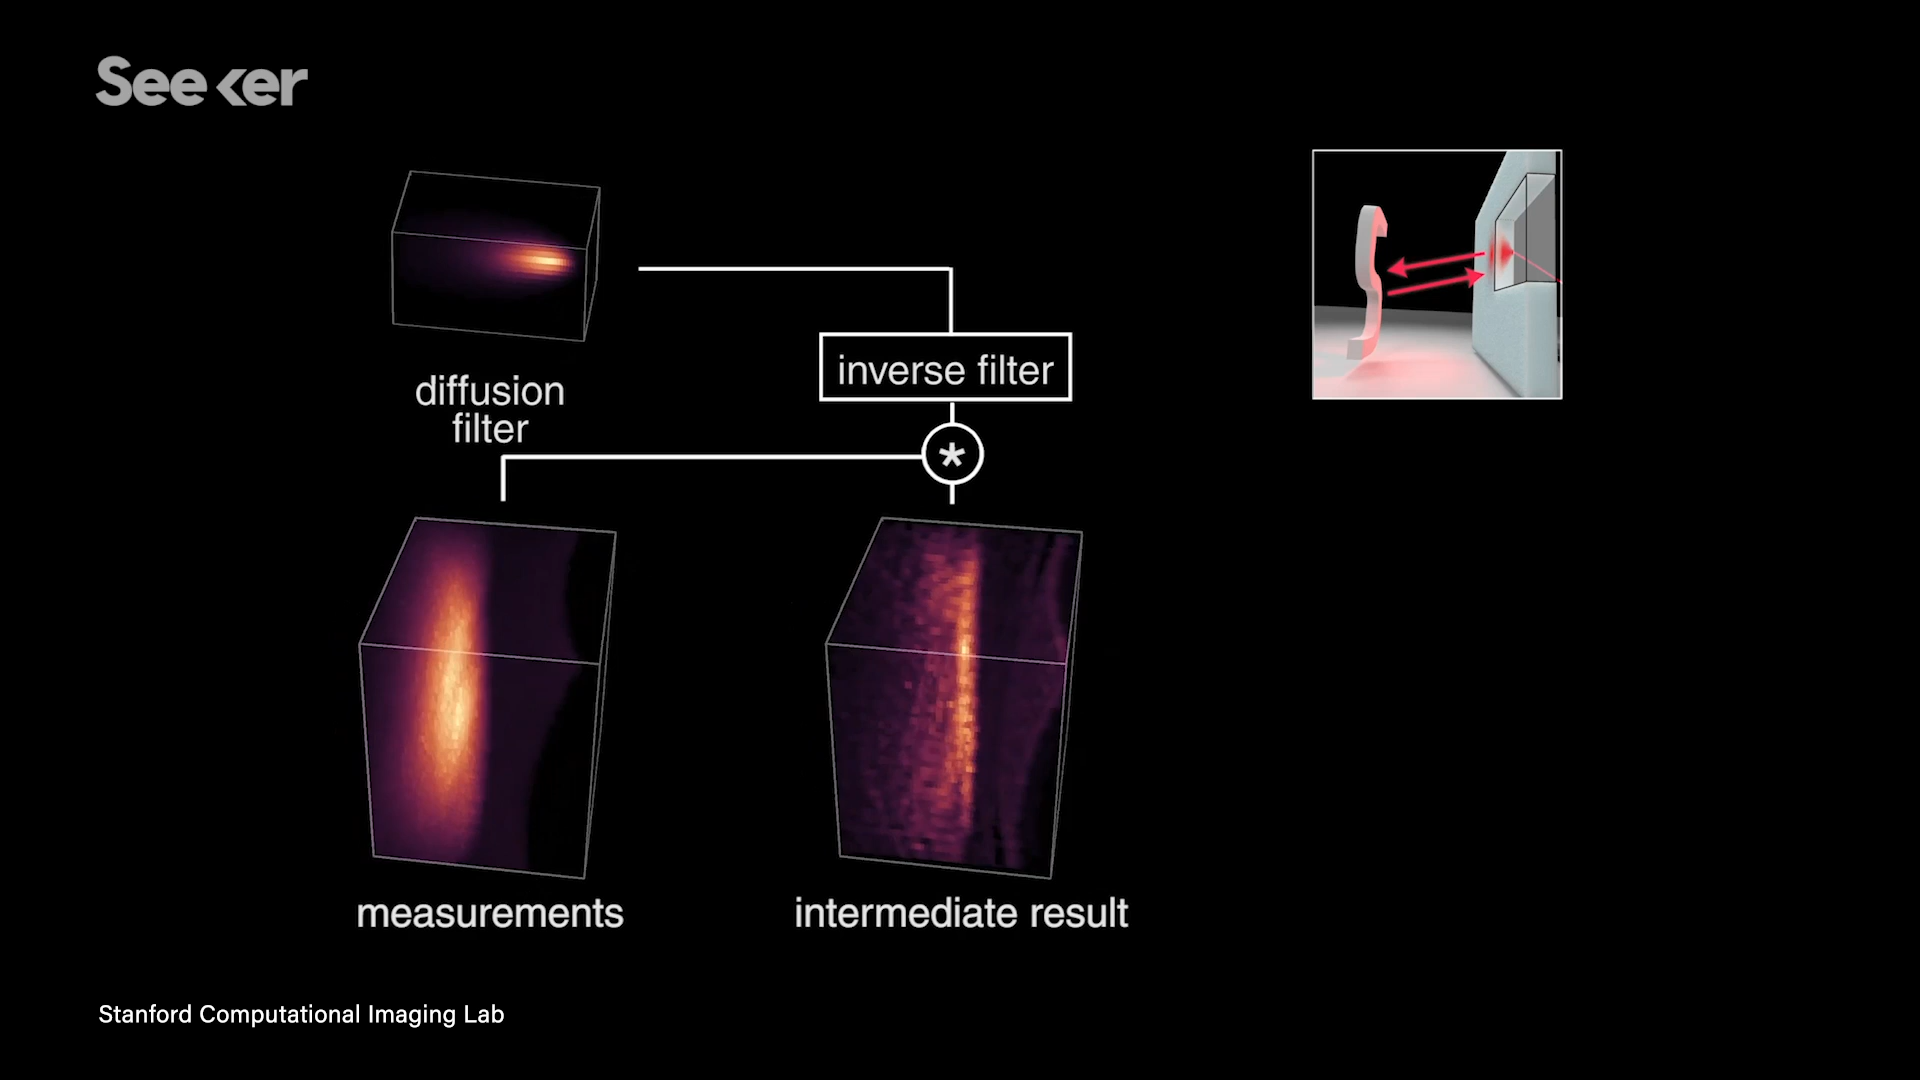 Seeker
diffusion
filter
inverse filter
*
measurements
intermediate result
Stanford Computational Imaging Lab